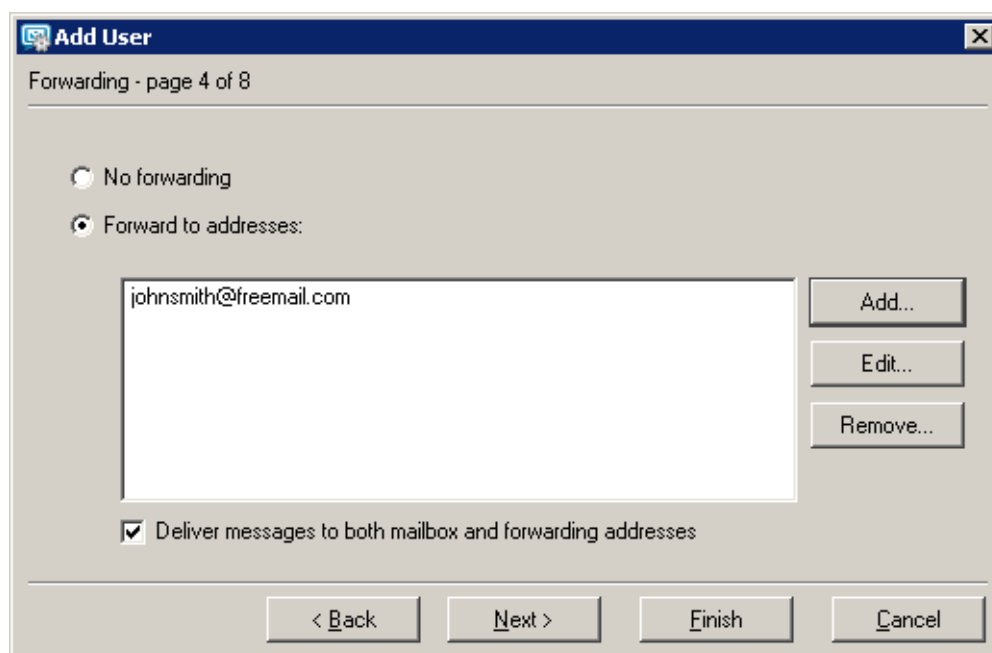 Add User
Forwarding - page 4 of 8
No forwarding
Forward to addresses:
johnsmith@freemail.com
Add...
Edit...
Remove...
Deliver messages to both mailbox and forwarding addresses
< Back Next > Finish Cancel